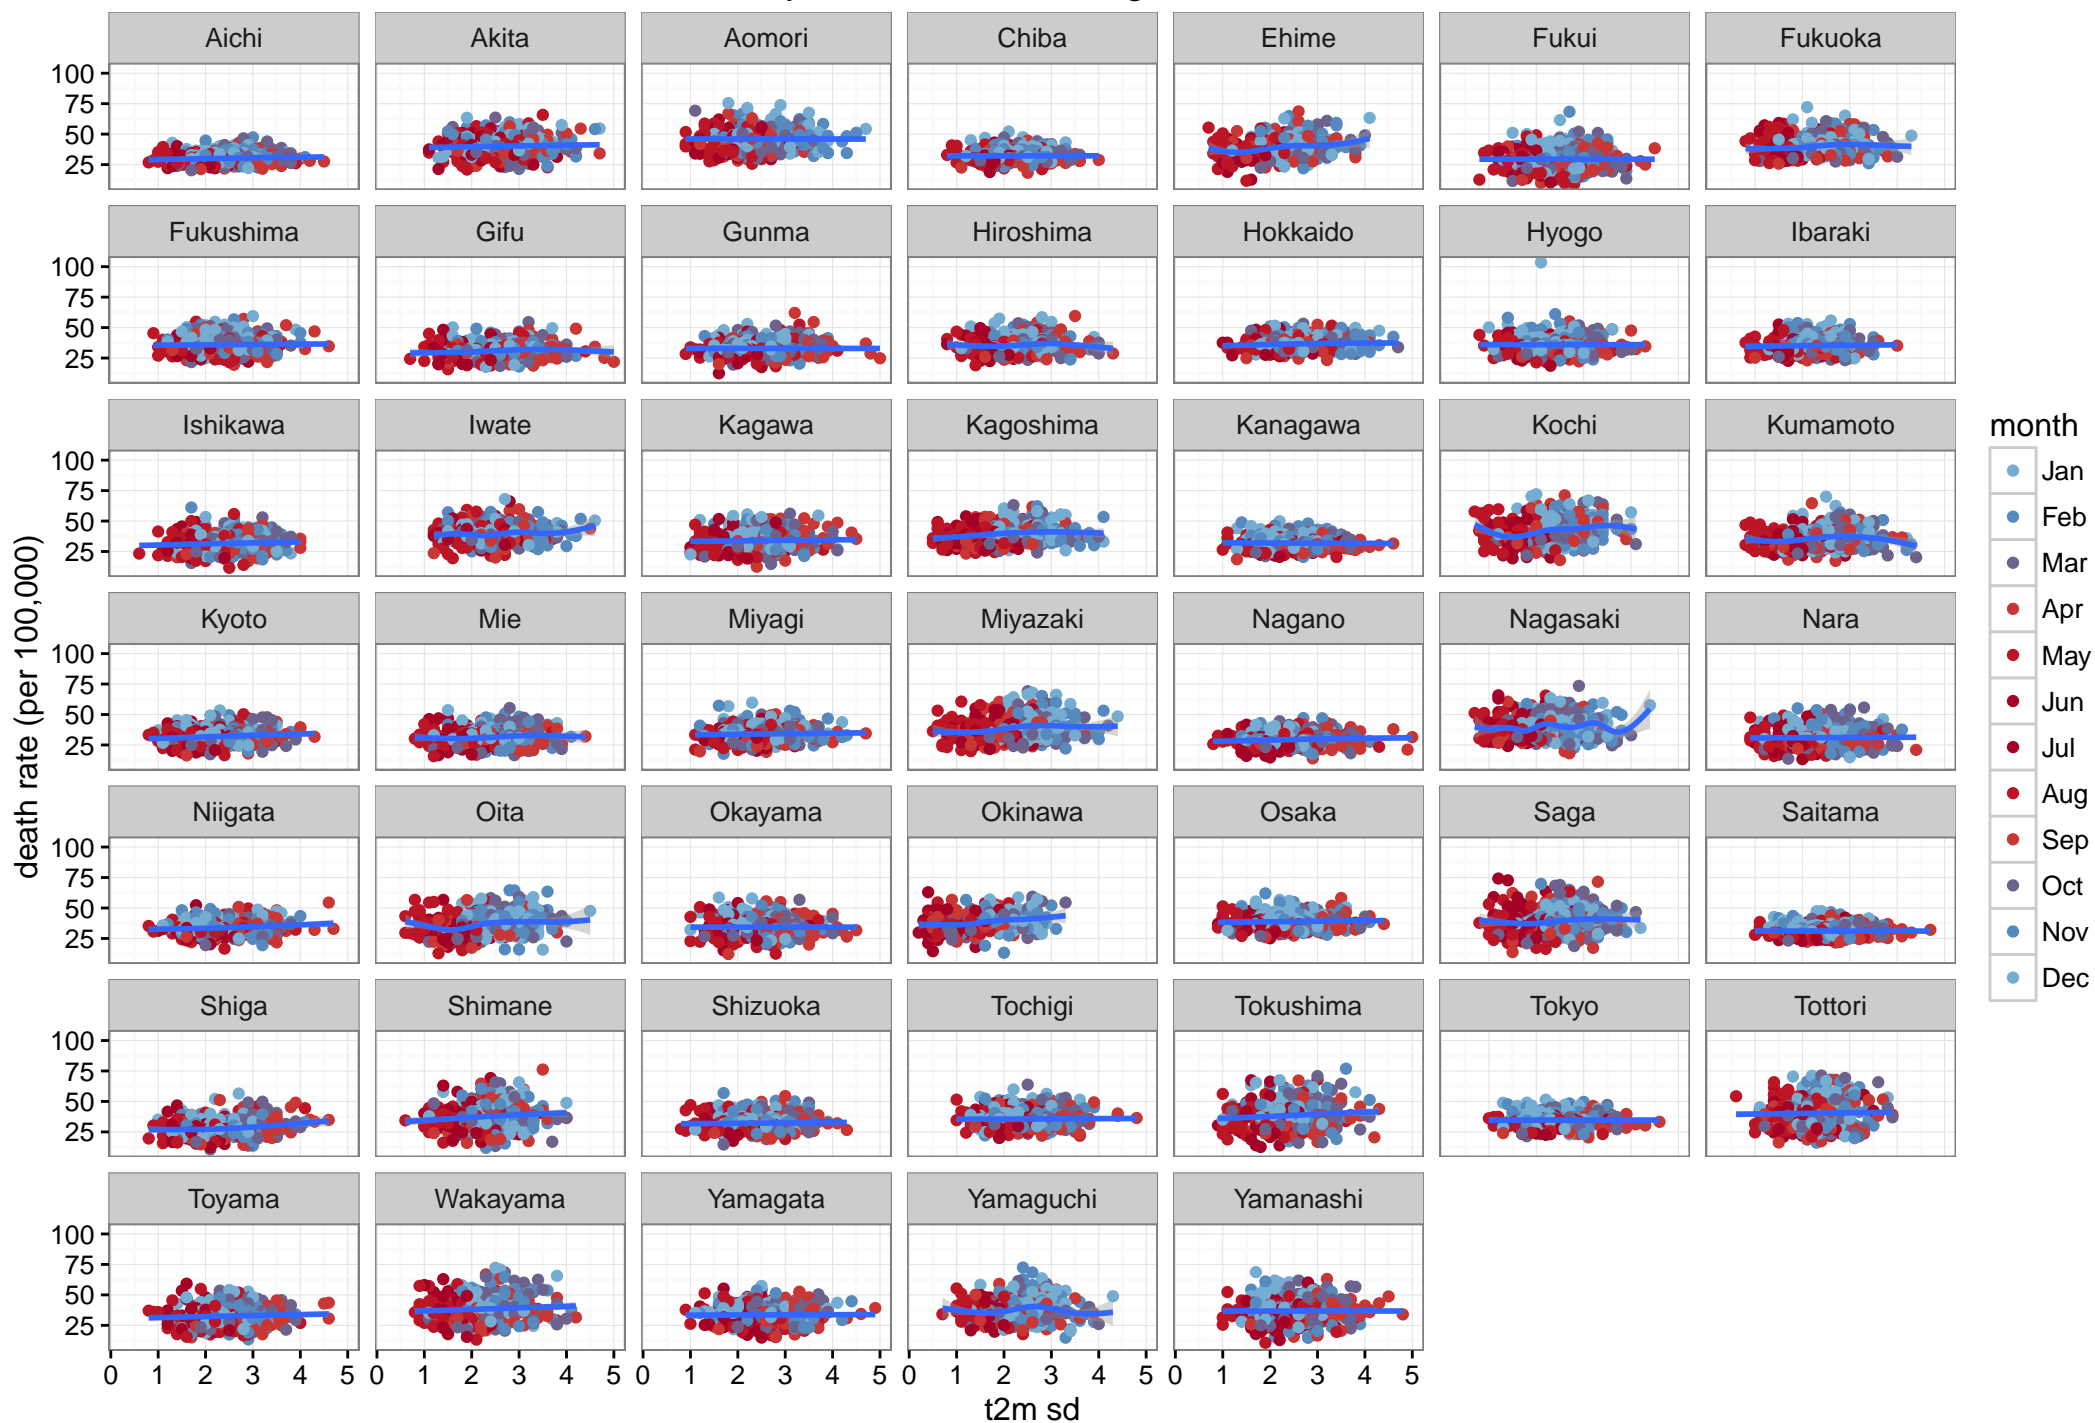 Aichi Akita Aomori Chiba Ehime Fukui Fukuoka
100
75
50
25
Fukushima Gifu Gunma Hiroshima Hokkaido Hyogo Ibaraki
100
75
50
25
Ishikawa Iwate Kagawa Kagoshima Kanagawa Kochi Kumamoto
100
75
50
25
Kyoto Mie Miyagi Miyazaki Nagano Nagasaki Nara
100
75
50
25
Niigata Oita Okayama Okinawa Osaka Saga Saitama
100
75
50
25
Shiga Shimane Shizuoka Tochigi Tokushima Tokyo Tottori
100
75
50
25
Toyama Wakayama Yamagata Yamaguchi Yamanashi
100
75
50
25
0 1 2 3 4 5 0 1 2 3 4 5 0 1 2 3 4 5 0 1 2 3 4 5 0 1 2 3 4 5
t2m sd
death rate (per 100,000)
month
Jan
Feb
Mar
Apr
May
Jun
Jul
Aug
Sep
Oct
Nov
Dec